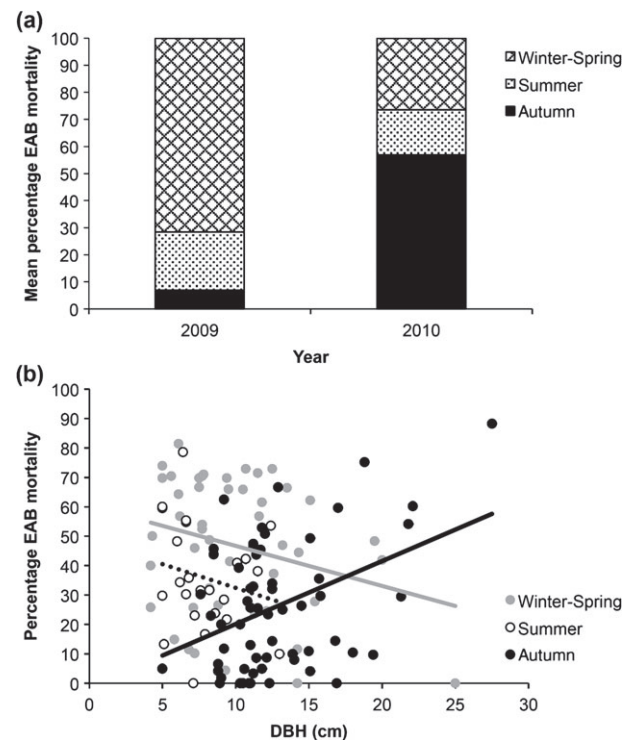 (a)
Mean percentage EAB mortality
100
90
80
70
60
50
40
30
20
10
0
2009
2010
Year
Winter-Spring
Summer
Autumn
(b)
Percentage EAB mortality
100
90
80
70
60
50
40
30
20
10
0
0
5
10
15
20
25
30
DBH (cm)
Winter-Spring
Summer
Autumn